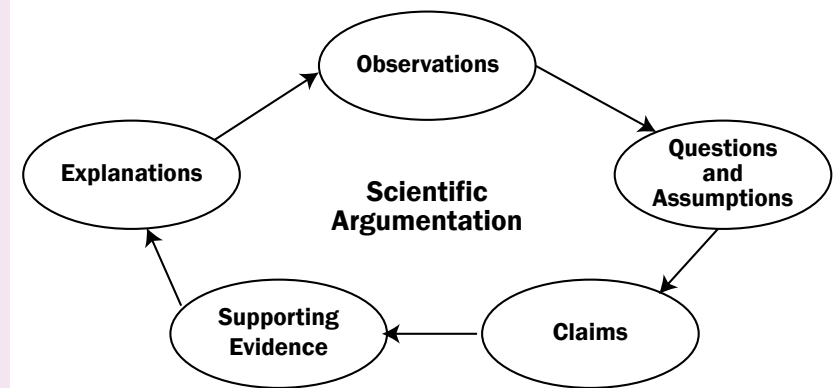 Observations
Questions
and
Assumptions
Explanations
Scientific
Argumentation
Supporting
Evidence
Claims